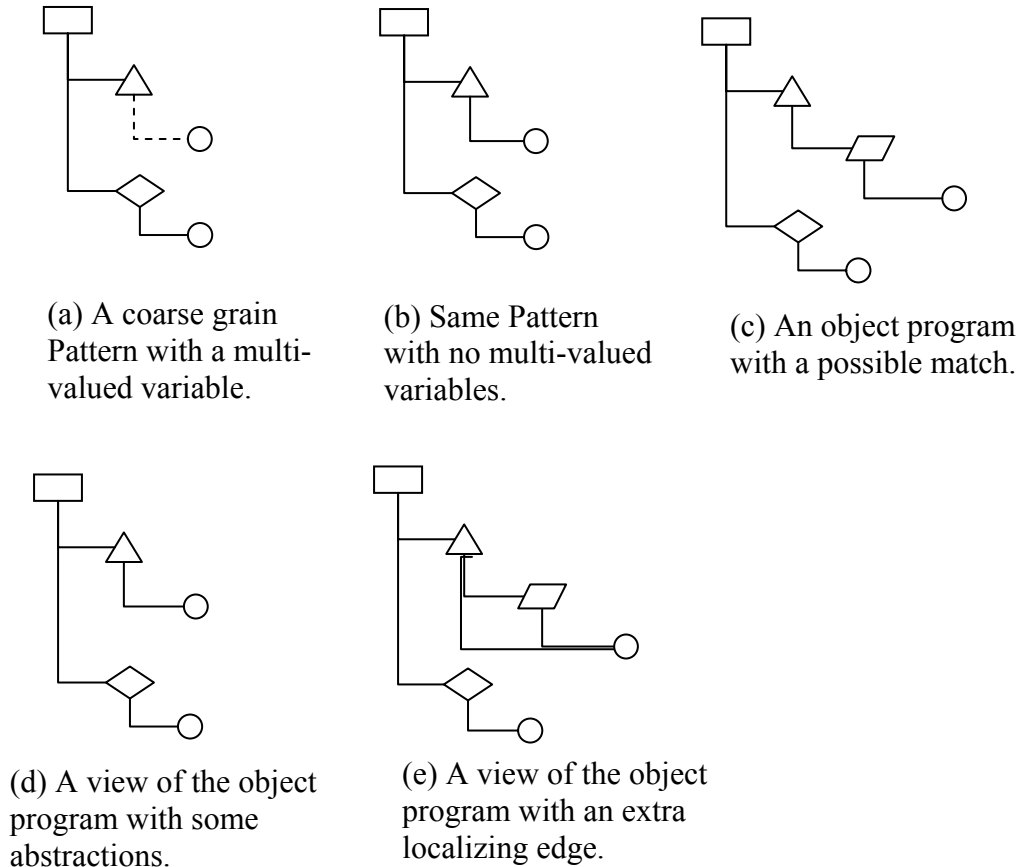 (a) A coarse grain
Pattern with a multi-
valued variable.
(b) Same Pattern
with no multi-valued
variables.
(c) An object program
with a possible match.
(d) A view of the object
program with some
abstractions.
(e) A view of the object
program with an extra
localizing edge.